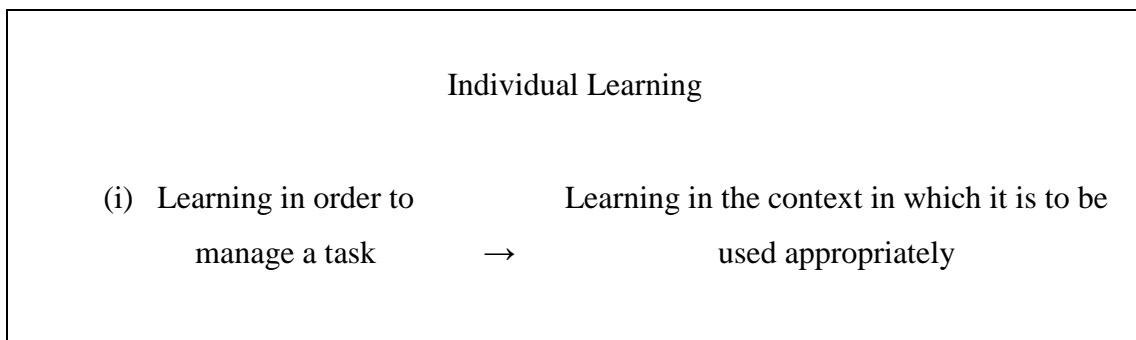 Individual Learning
(i) Learning in order to Learning in the context in which it is to be
manage a task → used appropriately